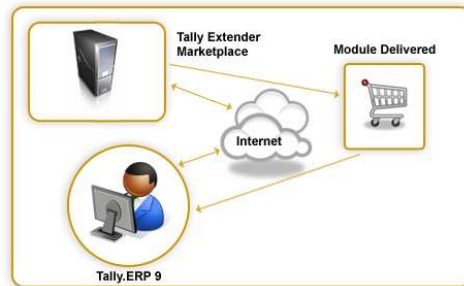 Tally Extender
Marketplace
Module Delivered
Internet
Tally.ERP 9